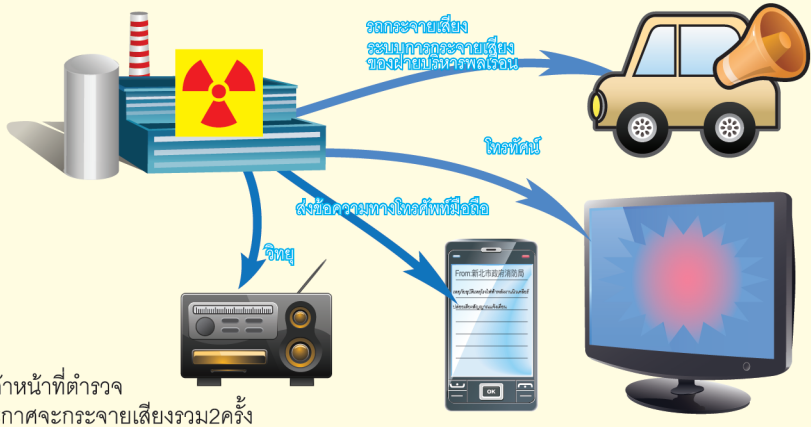 รถกระจายเสียง
ระบบการกระจายเสียง
ของฝ่ายบริหารพลเรือน
โทรทัศน์
ส่งข้อความทางโทรศัพท์มือถือ
วิทยุ
From:新北市政府消防局
OK
าหน้าที่ตำรวจ
กาศจะกระจายเสียงรวม2ครั้ง